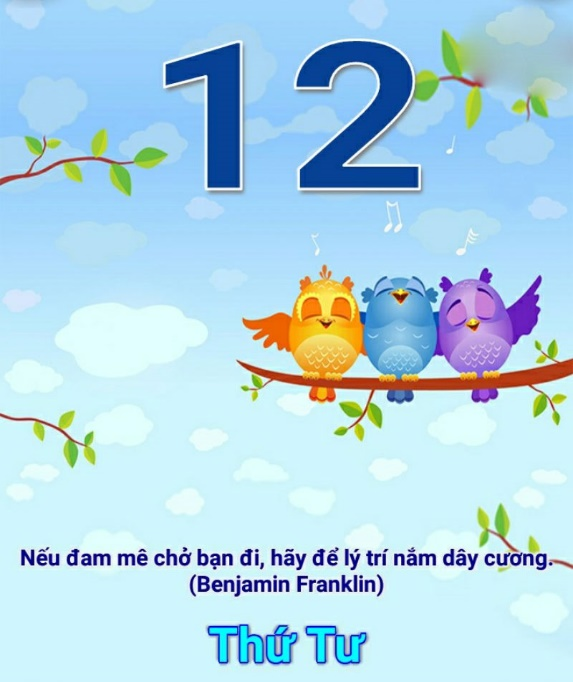 12
Nếu đam mê chở bạn đi, hãy để lý trí nắm dây cương.
(Benjamin Franklin)
Thứ Tư